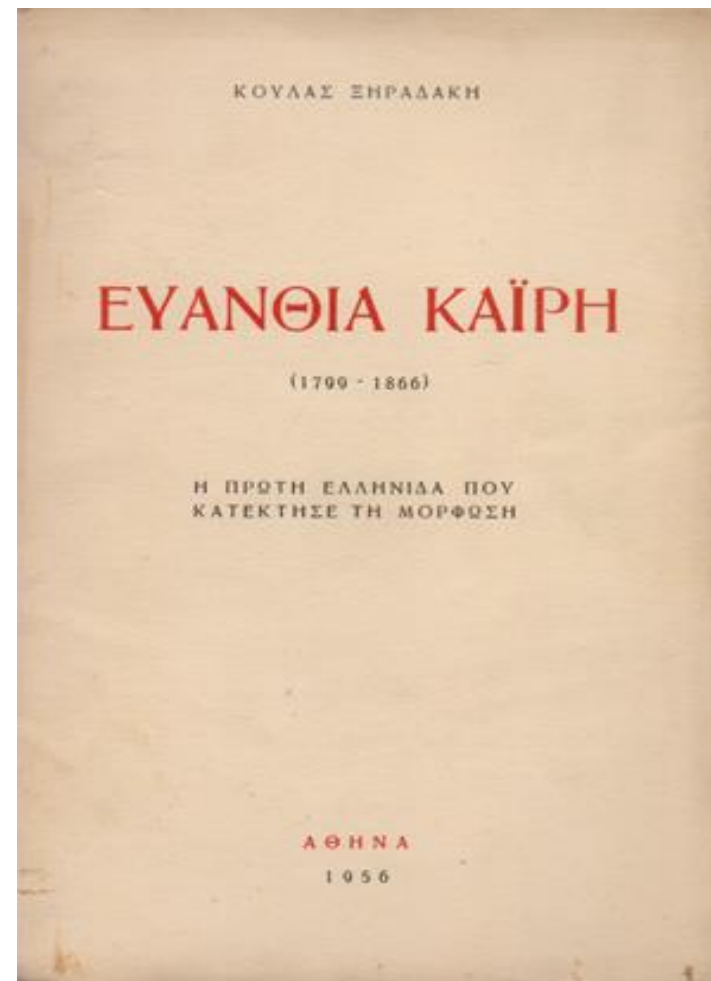 ΚΟΥΛΑΣ ΞΗΡΑΔΑΚΗ
ΕΥΑΝΘΙΑ ΚΑΪΡΗ
(1799 - 1866)
Η ΠΡΩΤΗ ΕΛΛΗΝΙΔΑ ΠΟΥ
ΚΑΤΕΚΤΗΣΕ ΤΗ ΜΟΡΦΩΣΗ
ΑΘΗΝΑ
1956